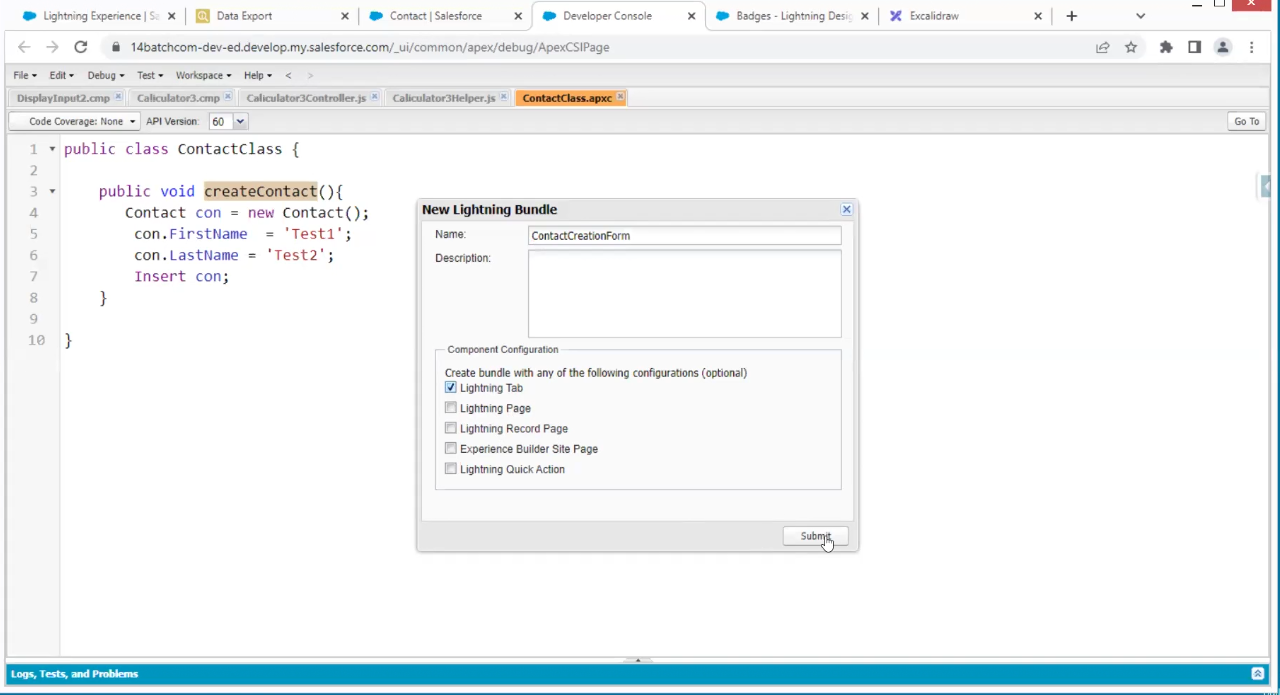 Lightning Experience | Sa
Data Export
Contact | Salesforce
Developer Console
Badges - Lightning Desig
Excalidraw
14batchcom-dev-ed.develop.my.salesforce.com/_ui/common/apex/debug/ApexCSIPage
File Edit Debug Test Workspace Help < >
DisplayInput2.cmp Caliculator3.cmp Caliculator3Controller.js Caliculator3Helper.js ContactClass.apxc
Code Coverage: None API Version: 60 Go To
1 public class ContactClass {
2
3 public void createContact(){
4 Contact con = new Contact();
5 con.FirstName = 'Test1';
6 con.LastName = 'Test2';
7 Insert con;
8 }
9
10 }
New Lightning Bundle
Name: ContactCreationForm
Description:
Component Configuration
Create bundle with any of the following configurations (optional)
Lightning Tab
Lightning Page
Lightning Record Page
Experience Builder Site Page
Lightning Quick Action
Submit
Logs, Tests, and Problems